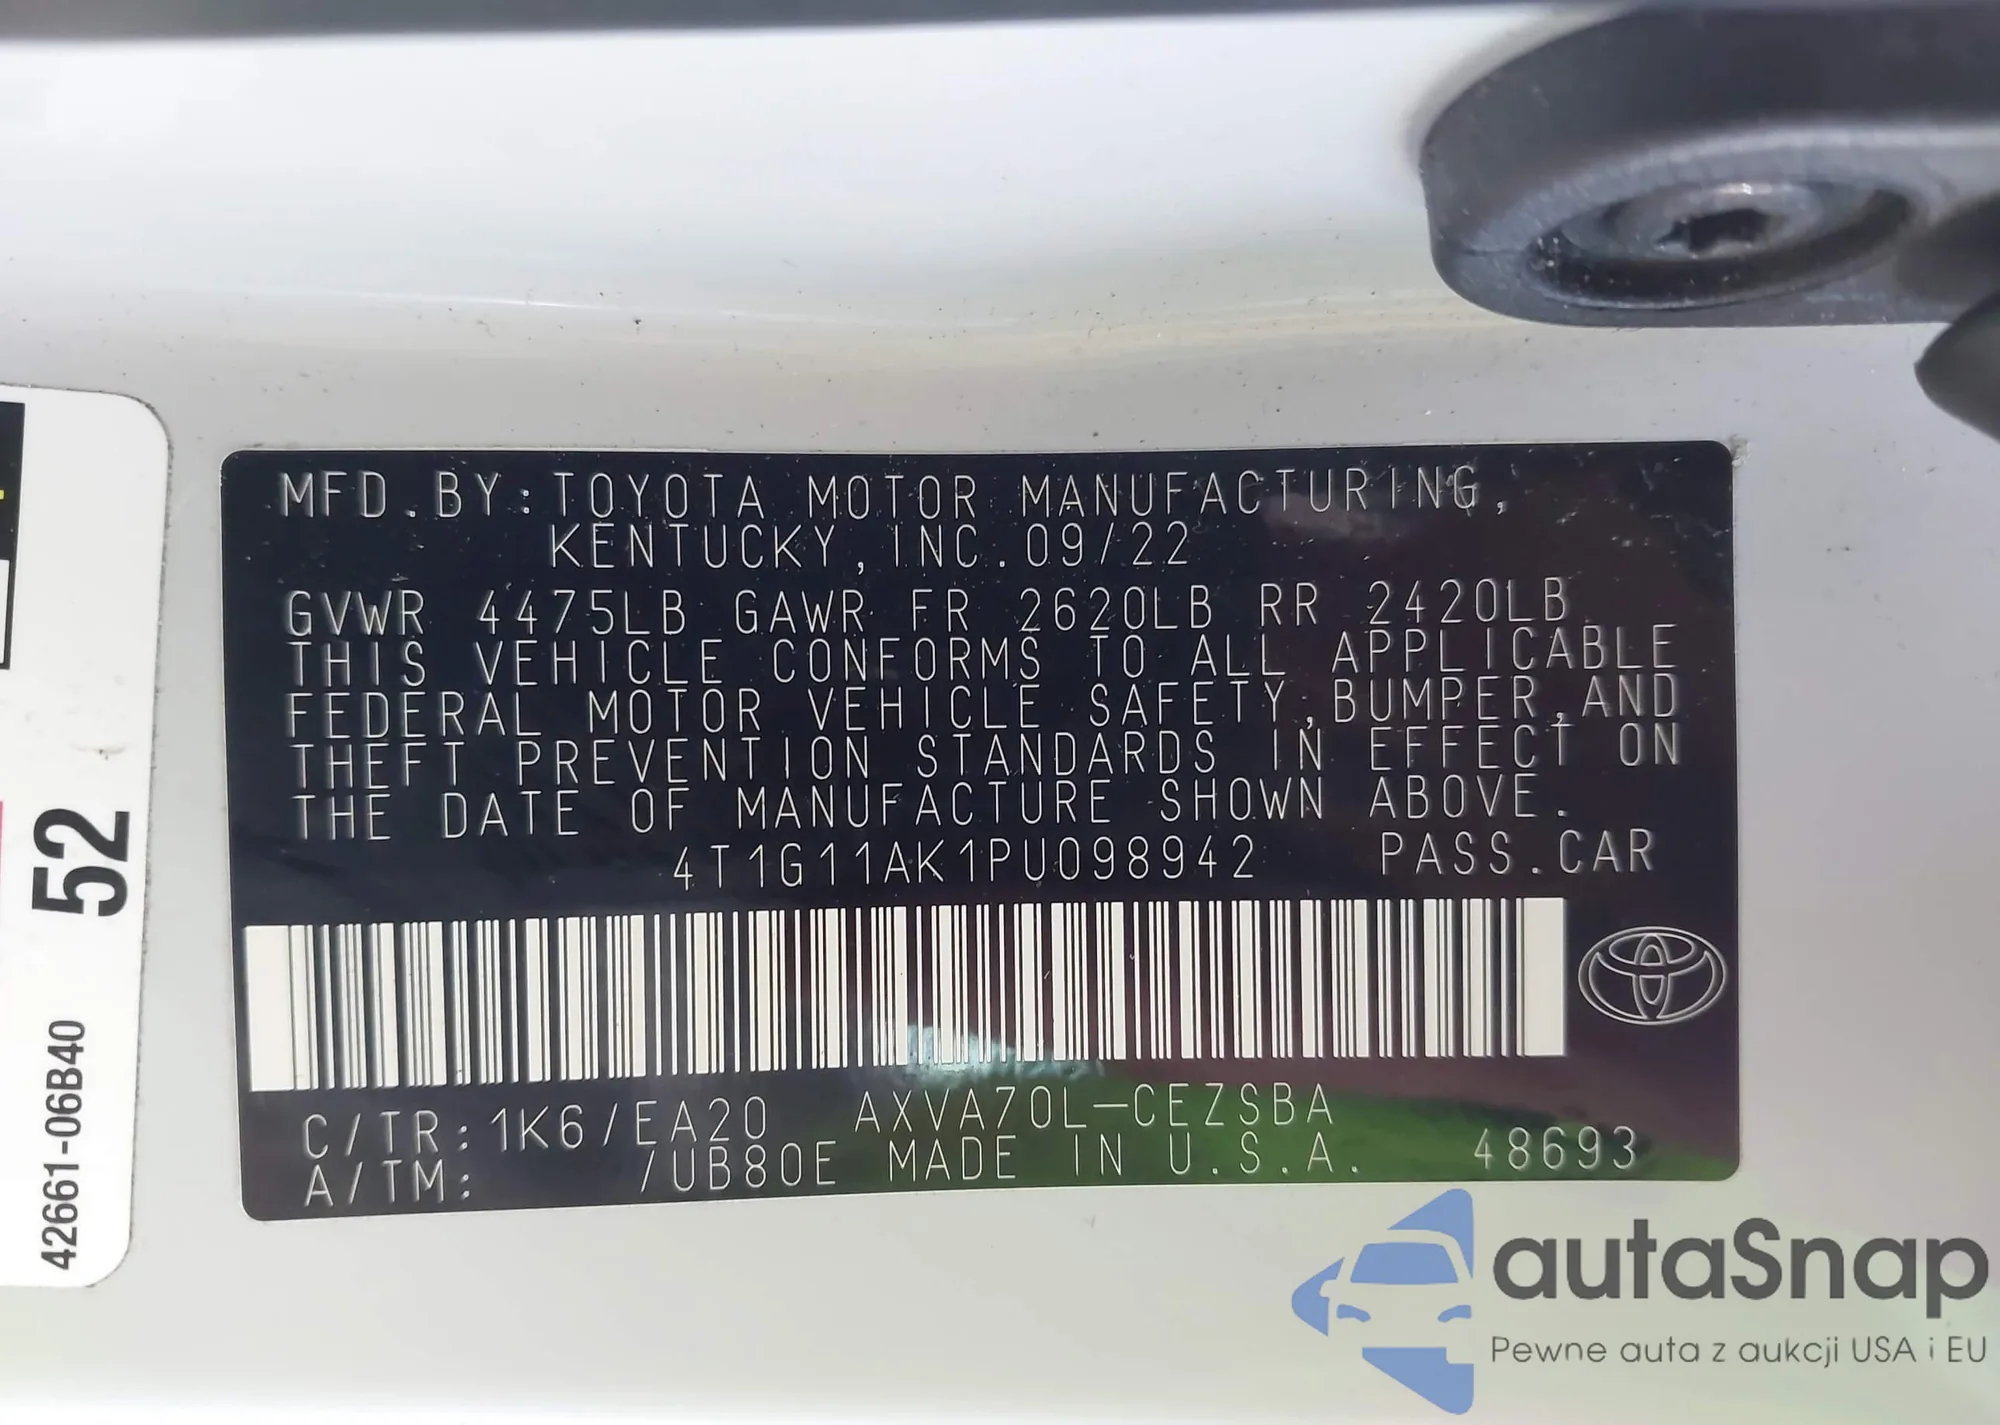 MFD.BY:TOYOTA MOTOR MANUFACTURING,
KENTUCKY,INC.09/22
GVWR 4475LB GAWR FR 2620LB RR 2420LB
THIS VEHICLE CONFORMS TO ALL APPLICABLE
FEDERAL MOTOR VEHICLE SAFETY,BUMPER,AND
THEFT PREVENTION STANDARDS IN EFFECT ON
THE DATE OF MANUFACTURE SHOWN ABOVE.
4T1G11AK1PU098942 PASS.CAR
C/TR:1K6/EA20 AXVA70L-CEZSBA
A/TM: /UB80E MADE IN U.S.A. 48693
52
42661-06B40
autaSnap
Pewne auta z aukcji USA i EU